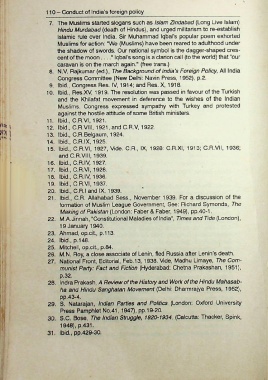 110 – Conduct of India's foreign policy
7. The Muslims started slogans such as Islam Zindabad (Long Live Islam)
Hindu Murdabad (death of Hindus), and urged militarism to re-establish
Islamic rule over India. Sir Muhammad Iqbal's popular poem exhorted
Muslims for action: "We (Muslims) have been reared to adulthood under
the shadow of swords. Our national symbol is the dagger-shaped cres-
cent of the moon. . . ." Iqbal's song is a clarion call (to the world) that "our
caravan is on the march again." (free trans.)
8. N.V. Rajkumar (ed.), The Background of India's Foreign Policy, All India
Congress Committee (New Delhi: Navin Press, 1952), p.2.
9. Ibid., Congress Res. IV, 1914; and Res. X, 1918.
10. Ibid., Res XV, 1919. The resolution was passed in favour of the Turkish
and the Khilafat movement in deference to the wishes of the Indian
Muslims. Congress expressed sympathy with Turkey and protested
against the hostile attitude of some British ministers.
11. Ibid., C.R.VI, 1921.
12. Ibid., C.R.VIII, 1921, and C.R.V, 1922.
13. Ibid., C.R.Belgaum, 1924.
14. Ibid., C.R.IX, 1925.
15. Ibid., C.R.VI, 1927, Vide. C.R., IX, 1928; C.R.XI, 1913; C.R.VII, 1936;
and C.R.VIII, 1939.
16. Ibid., C.R.IV, 1927.
17. Ibid., C.R.VI, 1928.
18. Ibid., C.R.IV, 1936.
19. Ibid., C.R.VI, 1937.
20. Ibid., C.R.I and IX, 1939.
21. Ibid., C.R. Allahabad Sess., November 1939. For a discussion of the
formation of Muslim League Government, See: Richard Symonds, The
Making of Pakistan (London: Faber & Faber, 1949), pp.40-1.
22. M.A.Jinnah, "Constitutional Maladies of India", Times and Tide (London),
19 January 1940.
23. Ahmad, op.cit., p.113.
24. Ibid., p.148.
25. Mitchell, op.cit., p.84.
26. M.N. Roy, a close associate of Lenin, fled Russia after Lenin's death.
27. National Front, Editorial, Feb.13, 1938. Vide, Madhu Limaye, The Com-
munist Party: Fact and Fiction (Hyderabad: Chetna Prakashan, 1951),
p.32.
28. Indra Prakash, A Review of the History and Work of the Hindu Mahasab-
ha and Hindu Sanghatan Movement (Delhi: Dharmrajya Press, 1952),
pp.43-4.
29. S. Natarajan, Indian Parties and Politics (London: Oxford University
Press Pamphlet No.41, 1947), pp.19-20.
30. S.C. Bose, The Indian Struggle, 1920-1934 (Calcutta: Thacker, Spink,
1948), p.431.
31. Ibid., pp.429-30.